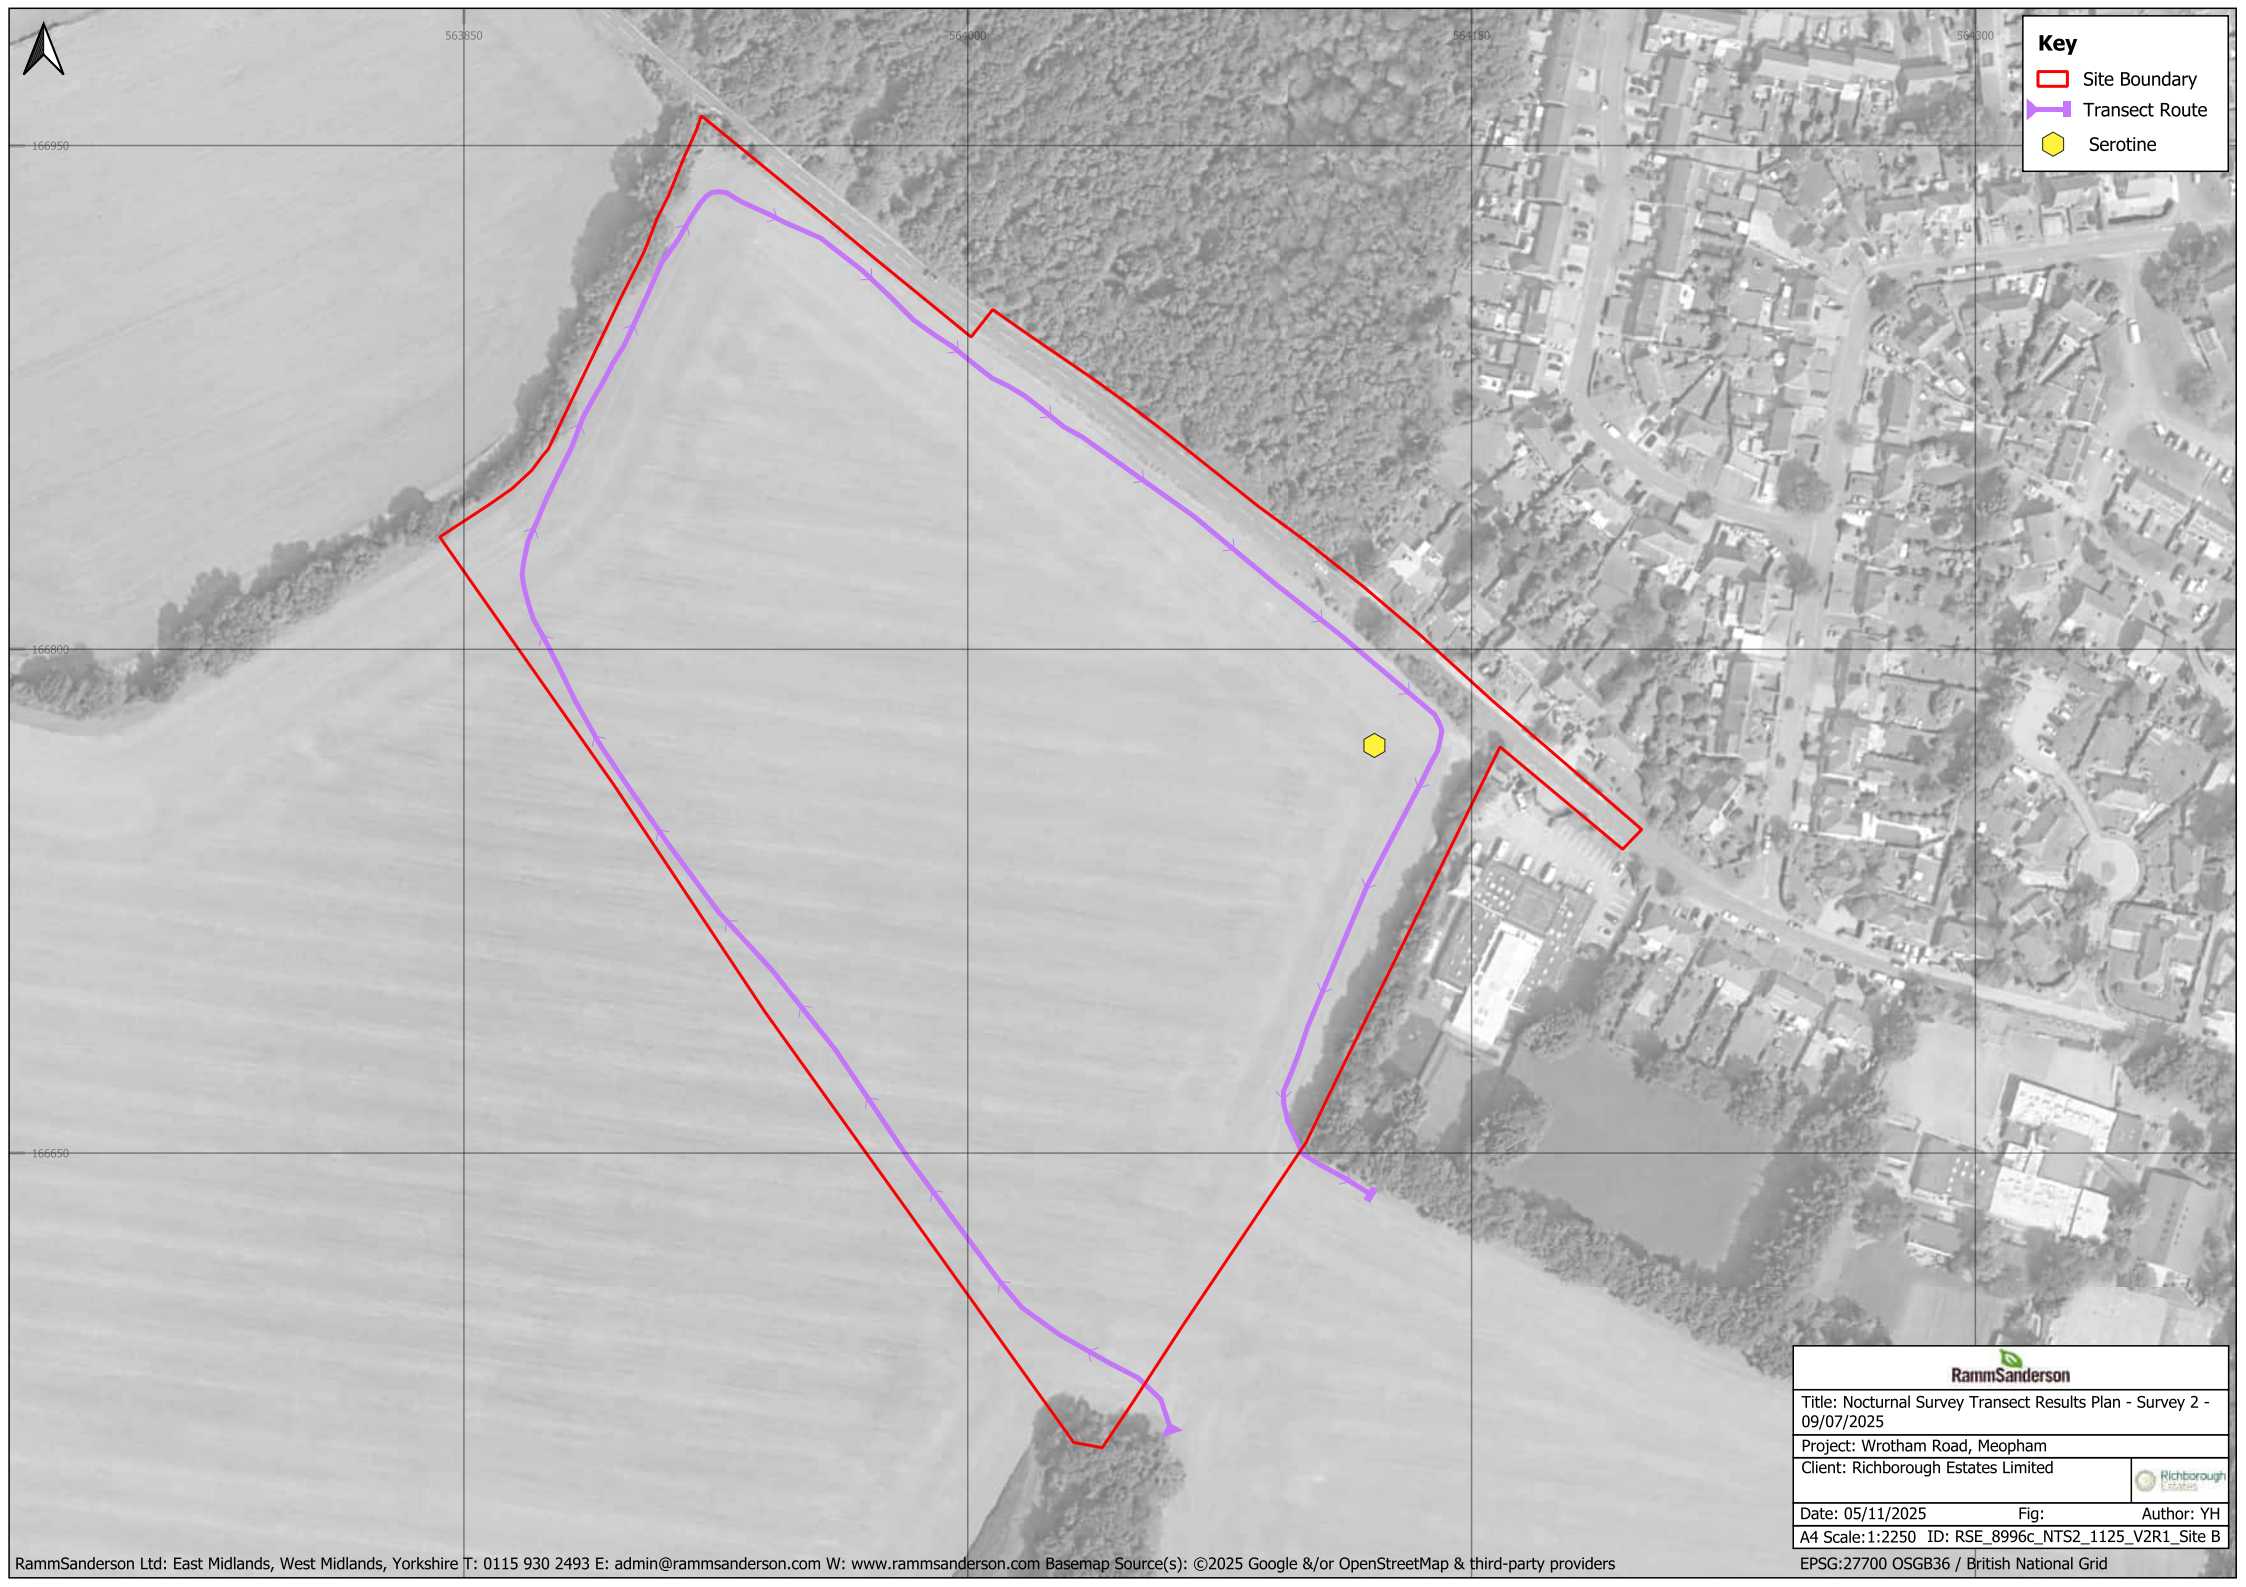 563850
564000
564150
564300
166950
166800
166650
Key
Site Boundary
Transect Route
Serotine
RammSanderson
Title: Nocturnal Survey Transect Results Plan - Survey 2 -
09/07/2025
Project: Wrotham Road, Meopham
Client: Richborough Estates Limited
Richborough
Estates
Date: 05/11/2025 Fig: Author: YH
A4 Scale:1:2250 ID: RSE_8996c_NTS2_1125_V2R1_Site B
RammSanderson Ltd: East Midlands, West Midlands, Yorkshire T: 0115 930 2493 E: admin@rammsanderson.com W: www.rammsanderson.com Basemap Source(s): ©2025 Google &/or OpenStreetMap & third-party providers
EPSG:27700 OSGB36 / British National Grid